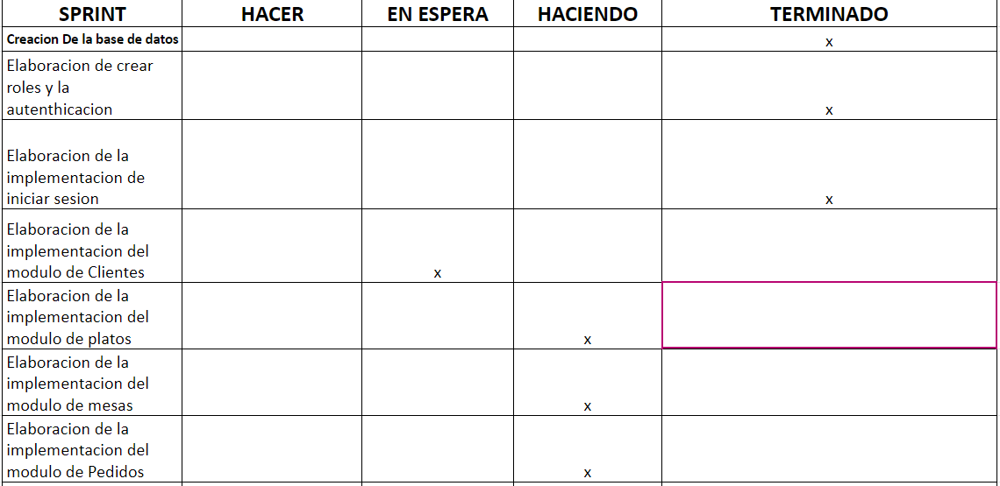 SPRINT HACER EN ESPERA HACIENDO TERMINADO
Creacion De la base de datos x
Elaboracion de crear
roles y la
autenthicacion x
Elaboracion de la
implementacion de
iniciar sesion x
Elaboracion de la
implementacion del
modulo de Clientes x
Elaboracion de la
implementacion del
modulo de platos x
Elaboracion de la
implementacion del
modulo de mesas x
Elaboracion de la
implementacion del
modulo de Pedidos x